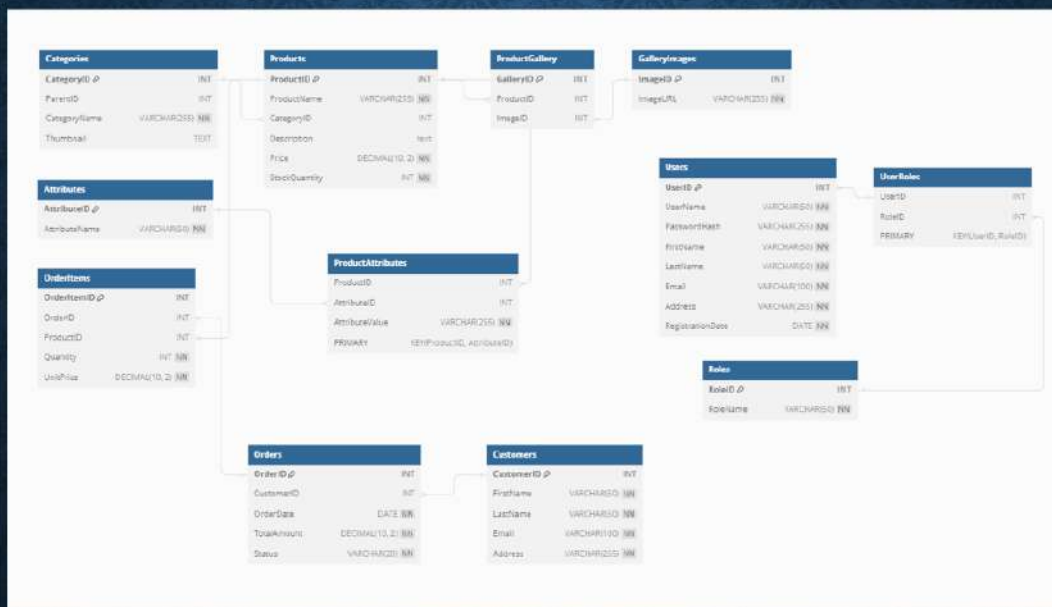 Categories
CategoryID INT
ParentID INT
CategoryName VARCHAR(255) NN
Thumbnail TEXT
Products
ProductID INT
ProductName VARCHAR(255) NN
CategoryID INT
Description text
Price DECIMAL(10, 2) NN
StockQuantity INT NN
ProductGallery
GalleryID INT
ProductID INT
ImageID INT
GalleryImages
ImageID INT
ImageURL VARCHAR(255) NN
Attributes
AttributeID INT
AttributeName VARCHAR(50) NN
Users
UserID INT
UserName VARCHAR(50) NN
PasswordHash VARCHAR(255) NN
FirstName VARCHAR(50) NN
LastName VARCHAR(50) NN
Email VARCHAR(100) NN
Address VARCHAR(255) NN
RegistrationDate DATE NN
UserRoles
UserID INT
RoleID INT
PRIMARY KEY(UserID, RoleID)
OrderItems
OrderItemID INT
OrderID INT
ProductID INT
Quantity INT NN
UnitPrice DECIMAL(10, 2) NN
ProductAttributes
ProductID INT
AttributeID INT
AttributeValue VARCHAR(255) NN
PRIMARY KEY(ProductID, AttributeID)
Roles
RoleID INT
RoleName VARCHAR(50) NN
Orders
OrderID INT
CustomerID INT
OrderDate DATE NN
TotalAmount DECIMAL(10, 2) NN
Status VARCHAR(20) NN
Customers
CustomerID INT
FirstName VARCHAR(50) NN
LastName VARCHAR(50) NN
Email VARCHAR(100) NN
Address VARCHAR(255) NN